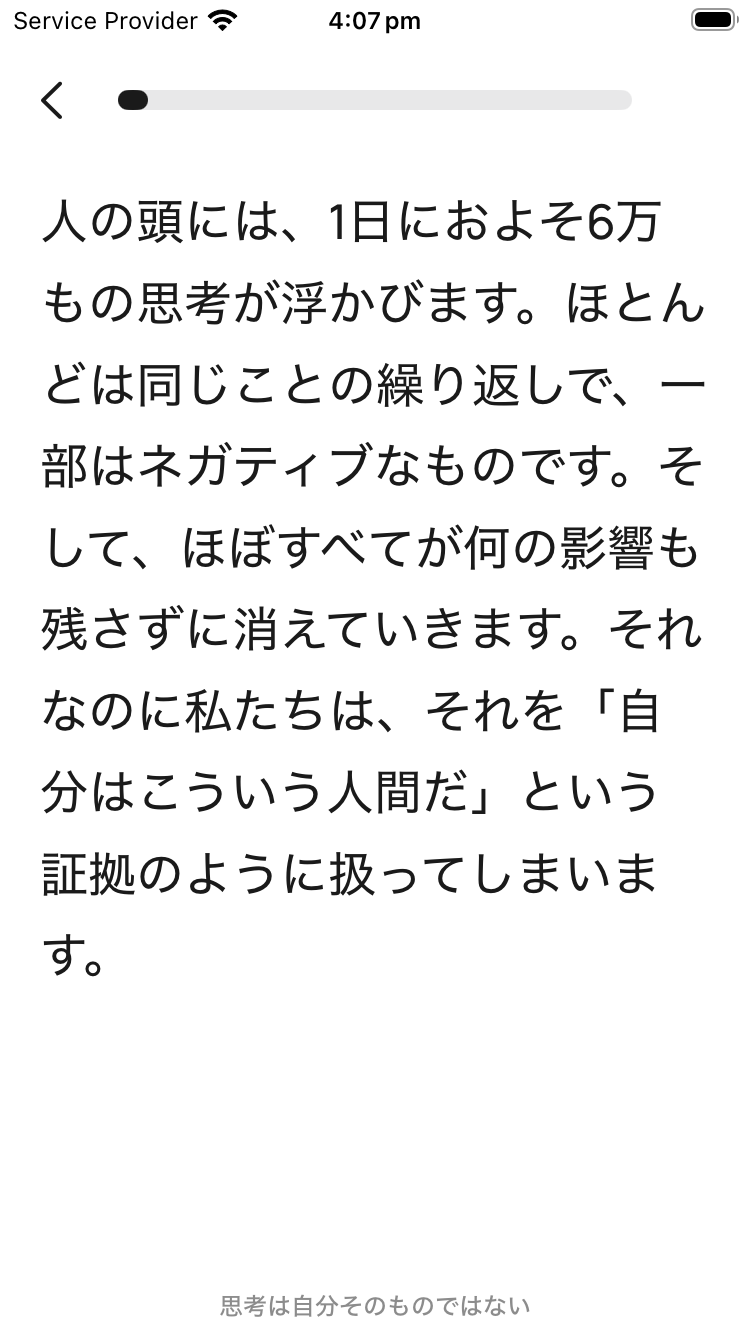 Service Provider 4:07 pm
人の頭には、1日におよそ6万
もの思考が浮かびます。ほとん
どは同じことの繰り返しで、一
部はネガティブなものです。そ
して、ほぼすべてが何の影響も
残さずに消えていきます。それ
なのに私たちは、それを「自
分はこういう人間だ」という
証拠のように扱ってしまいま
す。
思考は自分そのものではない